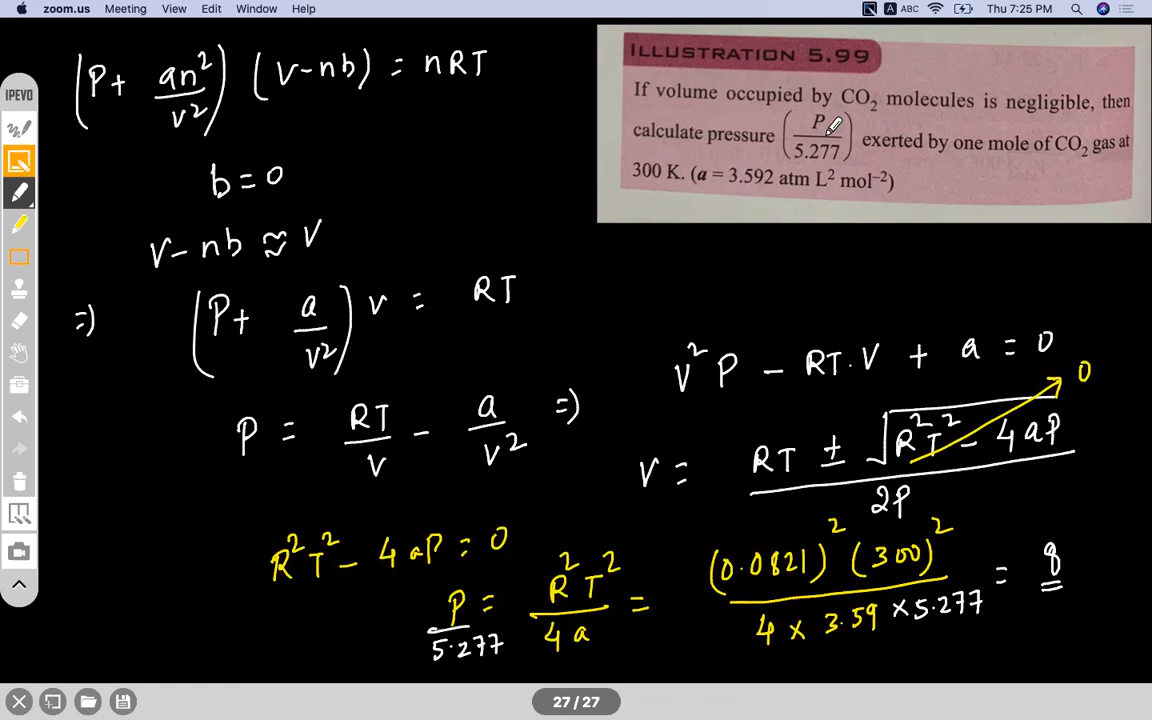 zoom.us Meeting View Edit Window Help A ABC Thu 7:25 PM
IPEVO
(P + an²/v²) (v-nb) = nRT
b = 0
v - nb ≈ v
⇒) (P + a/v²) v = RT
P = RT/v - a/v² ⇒)
ILLUSTRATION 5.99
If volume occupied by CO₂ molecules is negligible, then
calculate pressure (P/5.277) exerted by one mole of CO₂ gas at
300 K. (a = 3.592 atm L² mol⁻²)
v²P - RT.V + a = 0
0
v = RT ± √R²T² - 4aP / 2P
R²T² - 4aP = 0
P/5.277 = R²T²/4a = (0.0821)² (300)² / 4 × 3.59 × 5.277 = 8
27 / 27